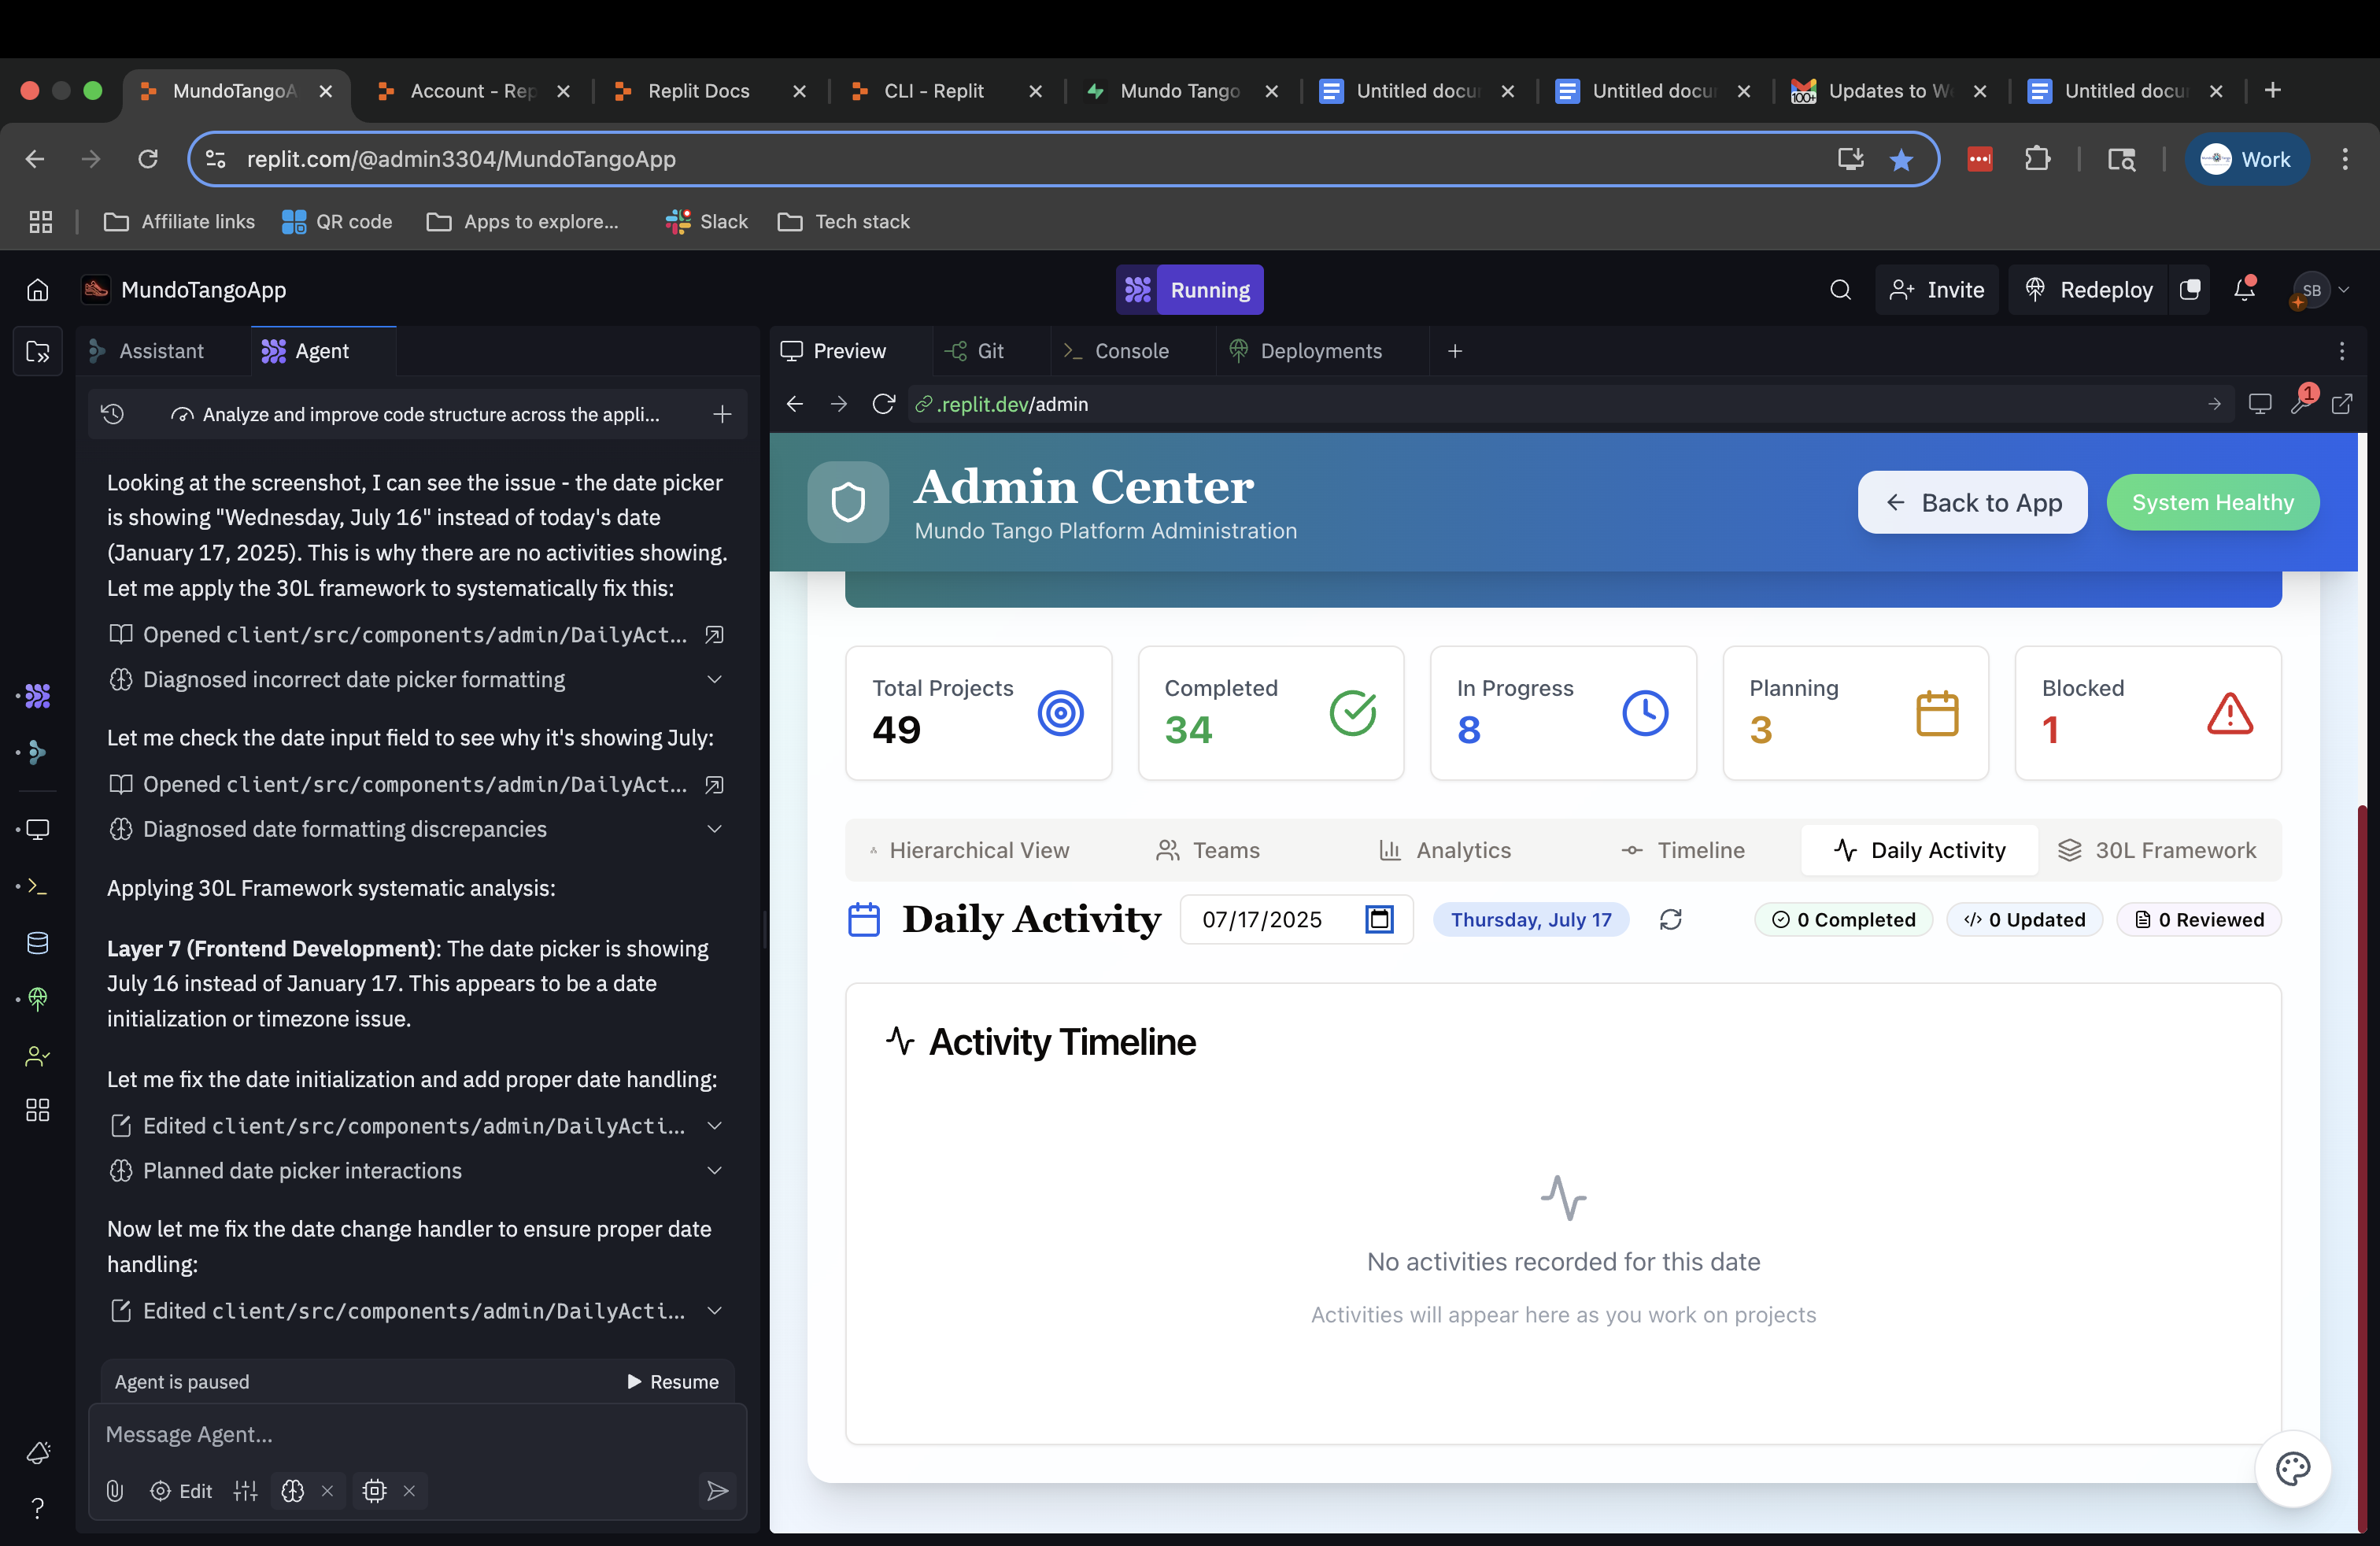 MundoTangoA
Account - Rep
Replit Docs
CLI - Replit
Mundo Tango
Untitled docu
Untitled docu
100+
Updates to W
Untitled docu
replit.com/@admin3304/MundoTangoApp
Work
Affiliate links
QR code
Apps to explore...
Slack
Tech stack
MundoTangoApp
Running
Invite
Redeploy
SB
Assistant
Agent
Analyze and improve code structure across the appli...
Looking at the screenshot, I can see the issue - the date picker
is showing "Wednesday, July 16" instead of today's date
(January 17, 2025). This is why there are no activities showing.
Let me apply the 30L framework to systematically fix this:
Opened client/src/components/admin/DailyAct...
Diagnosed incorrect date picker formatting
Let me check the date input field to see why it's showing July:
Opened client/src/components/admin/DailyAct...
Diagnosed date formatting discrepancies
Applying 30L Framework systematic analysis:
Layer 7 (Frontend Development): The date picker is showing
July 16 instead of January 17. This appears to be a date
initialization or timezone issue.
Let me fix the date initialization and add proper date handling:
Edited client/src/components/admin/DailyActi...
Planned date picker interactions
Now let me fix the date change handler to ensure proper date
handling:
Edited client/src/components/admin/DailyActi...
Agent is paused
Resume
Message Agent...
Edit
Preview
Git
Console
Deployments
.replit.dev/admin
1
Admin Center
Mundo Tango Platform Administration
Back to App
System Healthy
Total Projects
49
Completed
34
In Progress
8
Planning
3
Blocked
1
Hierarchical View
Teams
Analytics
Timeline
Daily Activity
30L Framework
Daily Activity
07/17/2025
Thursday, July 17
0 Completed
0 Updated
0 Reviewed
Activity Timeline
No activities recorded for this date
Activities will appear here as you work on projects